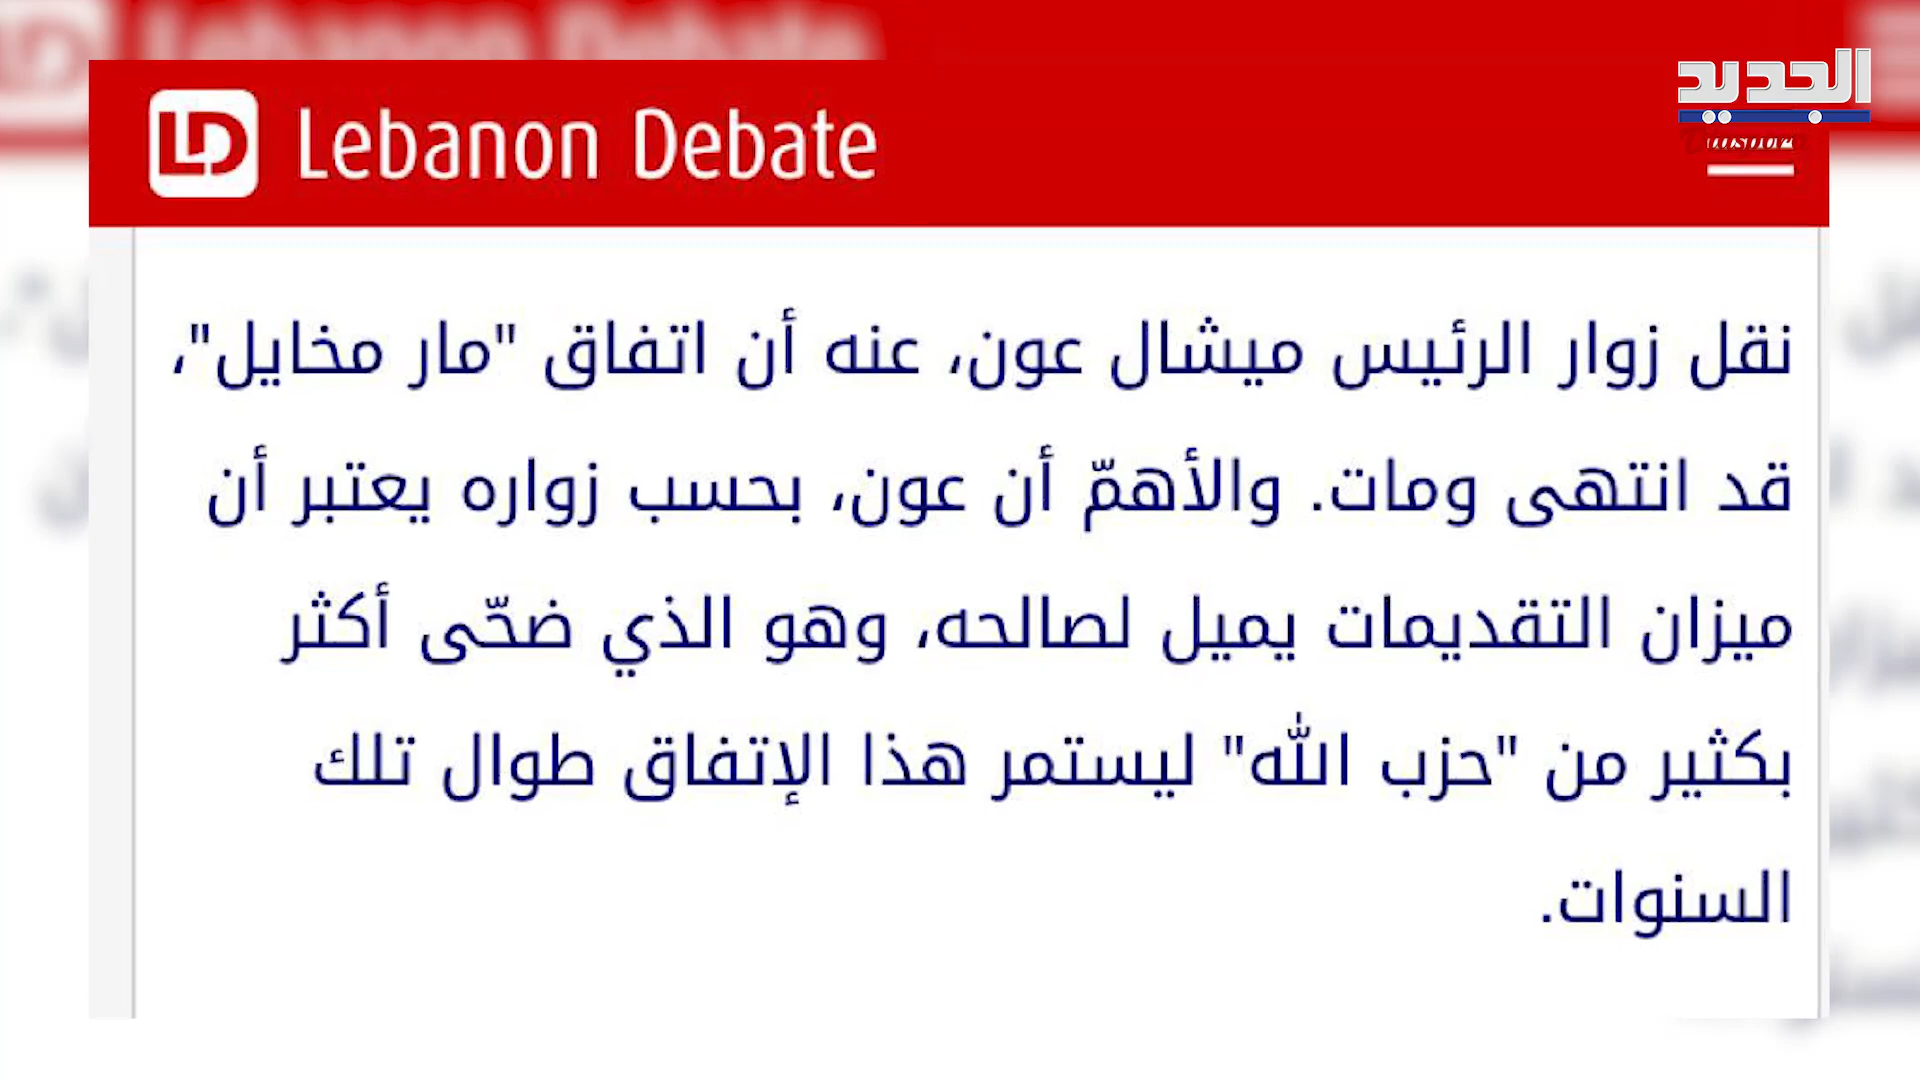 الجديد
LD Lebanon Debate
نقل زوار الرئيس ميشال عون، عنه أن اتفاق "مار مخايل"،
قد انتهى ومات. والأهمّ أن عون، بحسب زواره يعتبر أن
ميزان التقديمات يميل لصالحه، وهو الذي ضحّى أكثر
بكثير من "حزب الله" ليستمر هذا الإتفاق طوال تلك
السنوات.